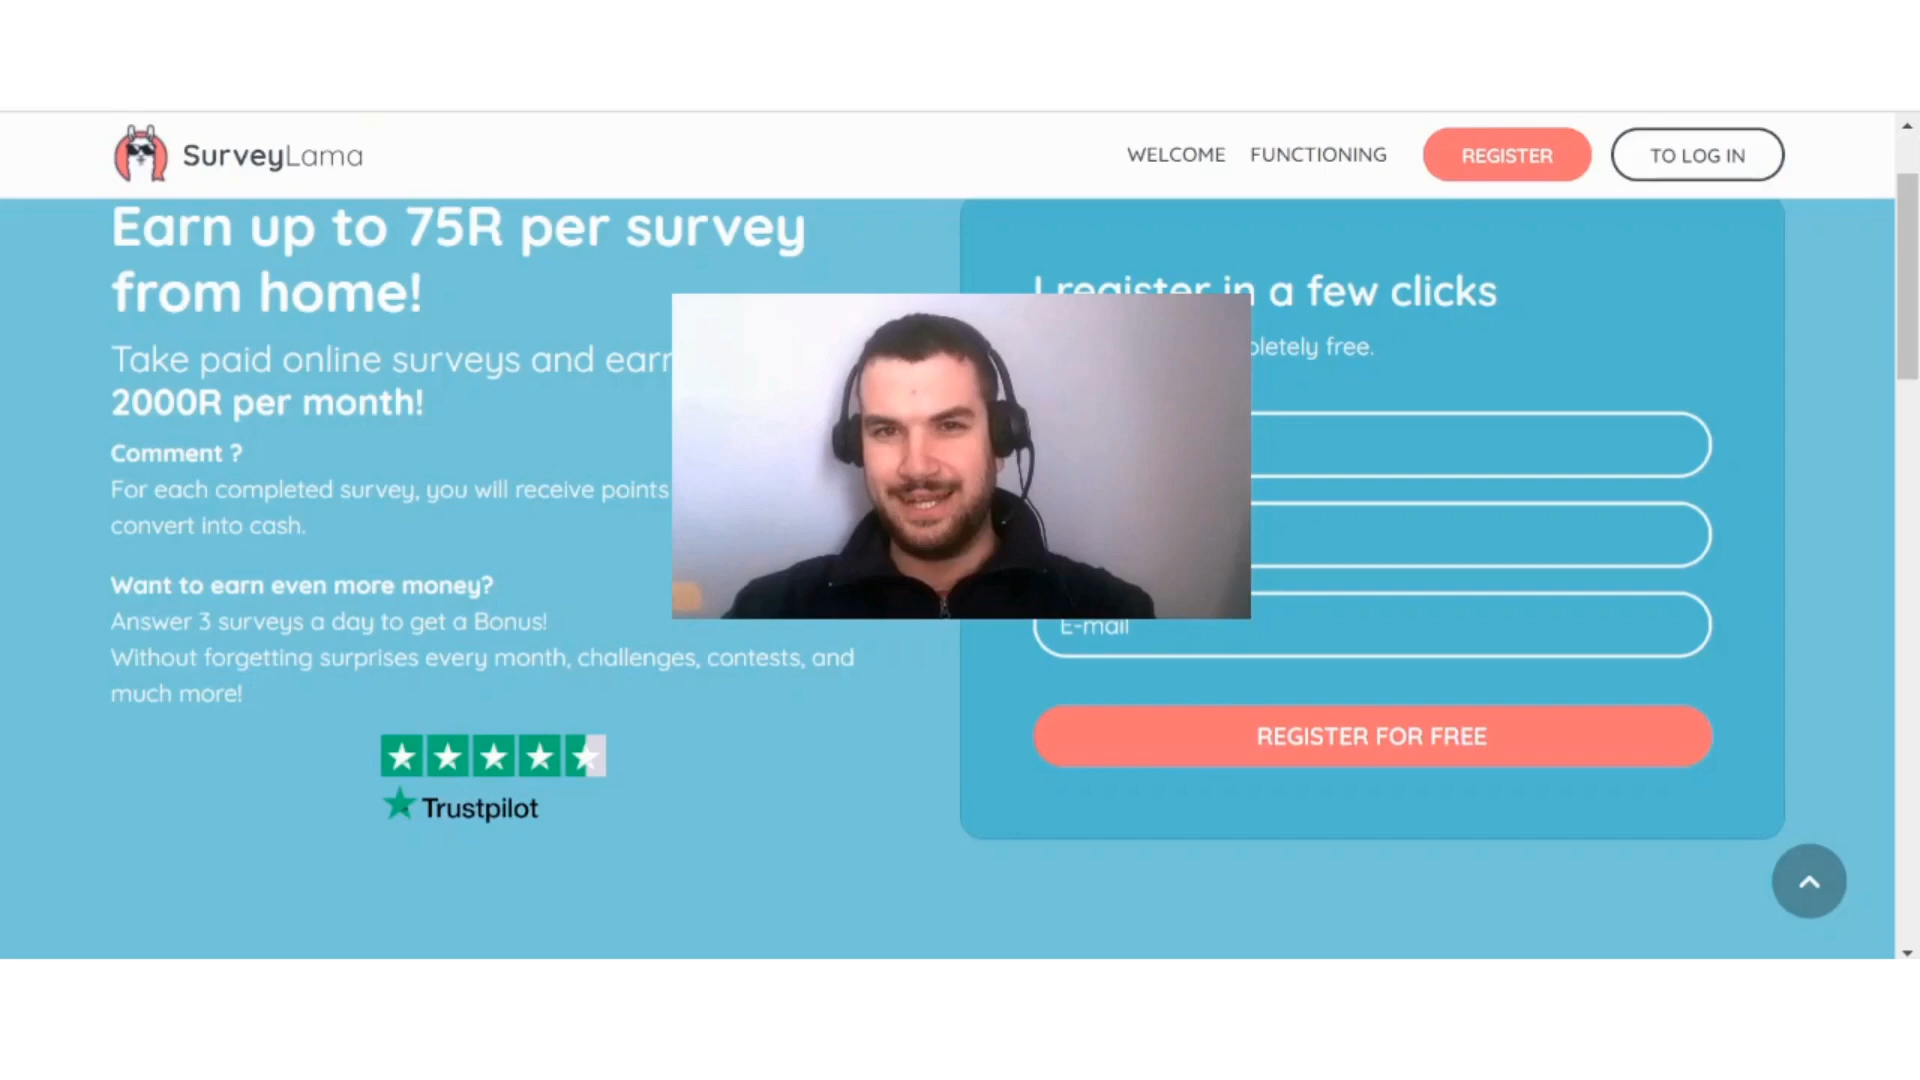 SurveyLama
WELCOME
FUNCTIONING
REGISTER
TO LOG IN
Earn up to 75R per survey
from home!
Take paid online surveys and earn
2000R per month!
Comment ?
For each completed survey, you will receive points
convert into cash.
Want to earn even more money?
Answer 3 surveys a day to get a Bonus!
Without forgetting surprises every month, challenges, contests, and
much more!
Trustpilot
I register in a few clicks
free.
E-mail
REGISTER FOR FREE